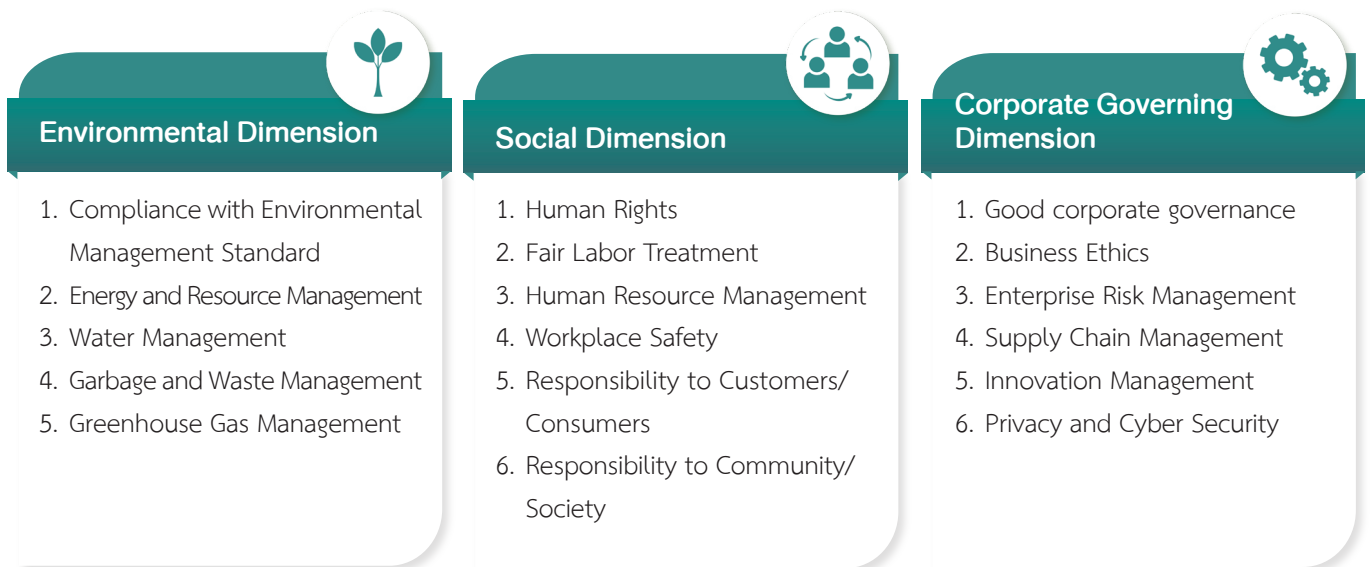 Environmental Dimension
1. Compliance with Environmental
Management Standard
2. Energy and Resource Management
3. Water Management
4. Garbage and Waste Management
5. Greenhouse Gas Management
Social Dimension
1. Human Rights
2. Fair Labor Treatment
3. Human Resource Management
4. Workplace Safety
5. Responsibility to Customers/
Consumers
6. Responsibility to Community/
Society
Corporate Governing
Dimension
1. Good corporate governance
2. Business Ethics
3. Enterprise Risk Management
4. Supply Chain Management
5. Innovation Management
6. Privacy and Cyber Security